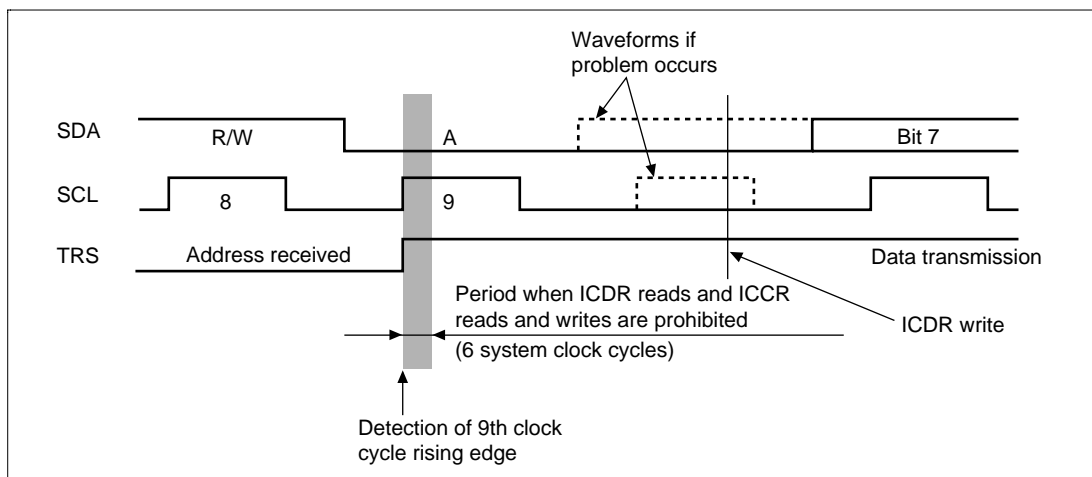 Waveforms if
problem occurs
SDA
R/W
A
Bit 7
SCL
8
9
TRS
Address received
Data transmission
Period when ICDR reads and ICCR
reads and writes are prohibited
(6 system clock cycles)
ICDR write
Detection of 9th clock
cycle rising edge